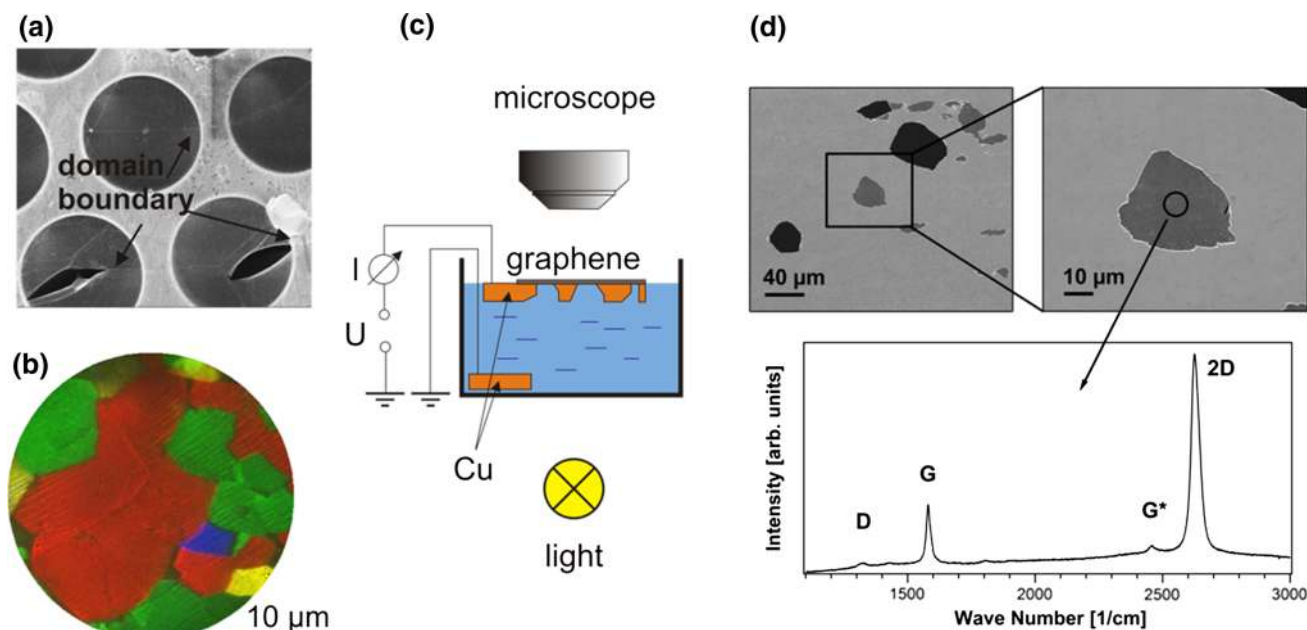 (a)
domain
boundary
(b)
10 µm
(c)
microscope
graphene
I
U
Cu
light
(d)
40 µm
10 µm
Intensity [arb. units]
D
G
G*
2D
1500
2000
2500
3000
Wave Number [1/cm]